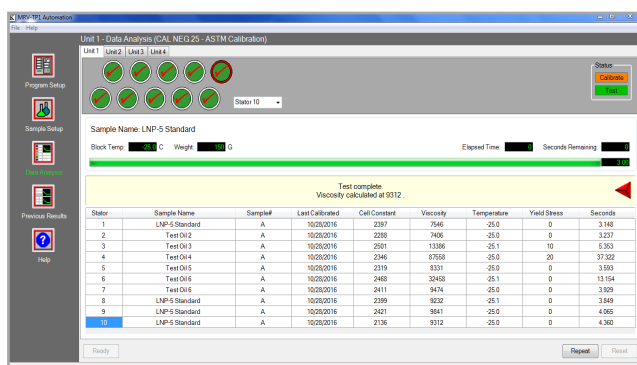 MRV-TP1 Automation
File Help
Unit 1 - Data Analysis (CAL NEG 25 - ASTM Calibration)
Unit 1 Unit 2 Unit 3 Unit 4
Program Setup
Sample Setup
Data Analysis
Previous Results
Help
Stator 10
Status
Calibrate
Test
Sample Name: LNP-5 Standard
Block Temp: -25.0 C Weight: 150 G Elapsed Time: 0 Seconds Remaining: 0
3.00
Test complete.
Viscosity calculated at 9312 .
Stator Sample Name Sample# Last Calibrated Cell Constant Viscosity Temperature Yield Stress Seconds
1 LNP-5 Standard A 10/28/2016 2397 7546 -25.0 0 3.148
2 Test Oil 2 A 10/28/2016 2288 7406 -25.0 0 3.237
3 Test Oil 3 A 10/28/2016 2501 13386 -25.1 10 5.353
4 Test Oil 4 A 10/28/2016 2346 87558 -25.0 20 37.322
5 Test Oil 6 A 10/28/2016 2319 8331 -25.0 0 3.593
6 Test Oil 6 A 10/28/2016 2468 32458 -25.1 0 13.154
7 Test Oil 6 A 10/28/2016 2411 9474 -25.0 0 3.929
8 LNP-5 Standard A 10/28/2016 2399 9232 -25.1 0 3.849
9 LNP-5 Standard A 10/28/2016 2421 9841 -25.0 0 4.065
10 LNP-5 Standard A 10/28/2016 2136 9312 -25.0 0 4.360
Ready Repeat Reset